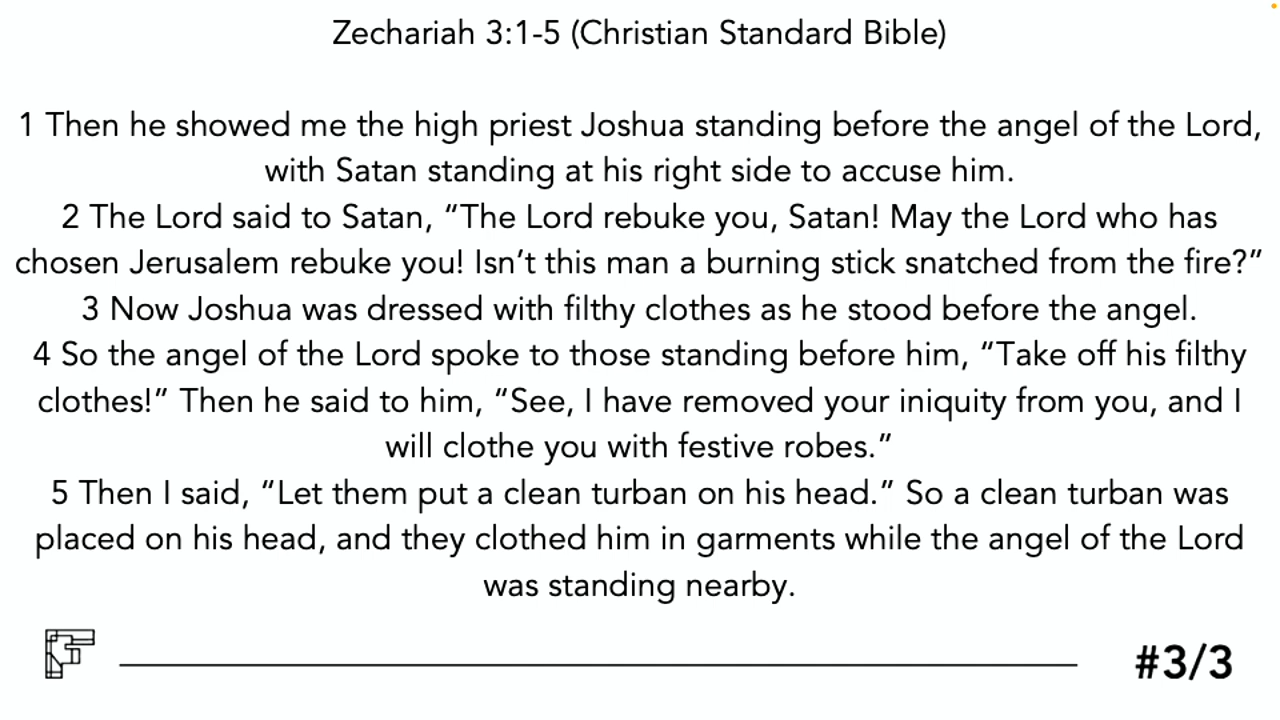 Zechariah 3:1-5 (Christian Standard Bible)
1 Then he showed me the high priest Joshua standing before the angel of the Lord,
with Satan standing at his right side to accuse him.
2 The Lord said to Satan, “The Lord rebuke you, Satan! May the Lord who has
chosen Jerusalem rebuke you! Isn’t this man a burning stick snatched from the fire?”
3 Now Joshua was dressed with filthy clothes as he stood before the angel.
4 So the angel of the Lord spoke to those standing before him, “Take off his filthy
clothes!” Then he said to him, “See, I have removed your iniquity from you, and I
will clothe you with festive robes.”
5 Then I said, “Let them put a clean turban on his head.” So a clean turban was
placed on his head, and they clothed him in garments while the angel of the Lord
was standing nearby.
#3/3